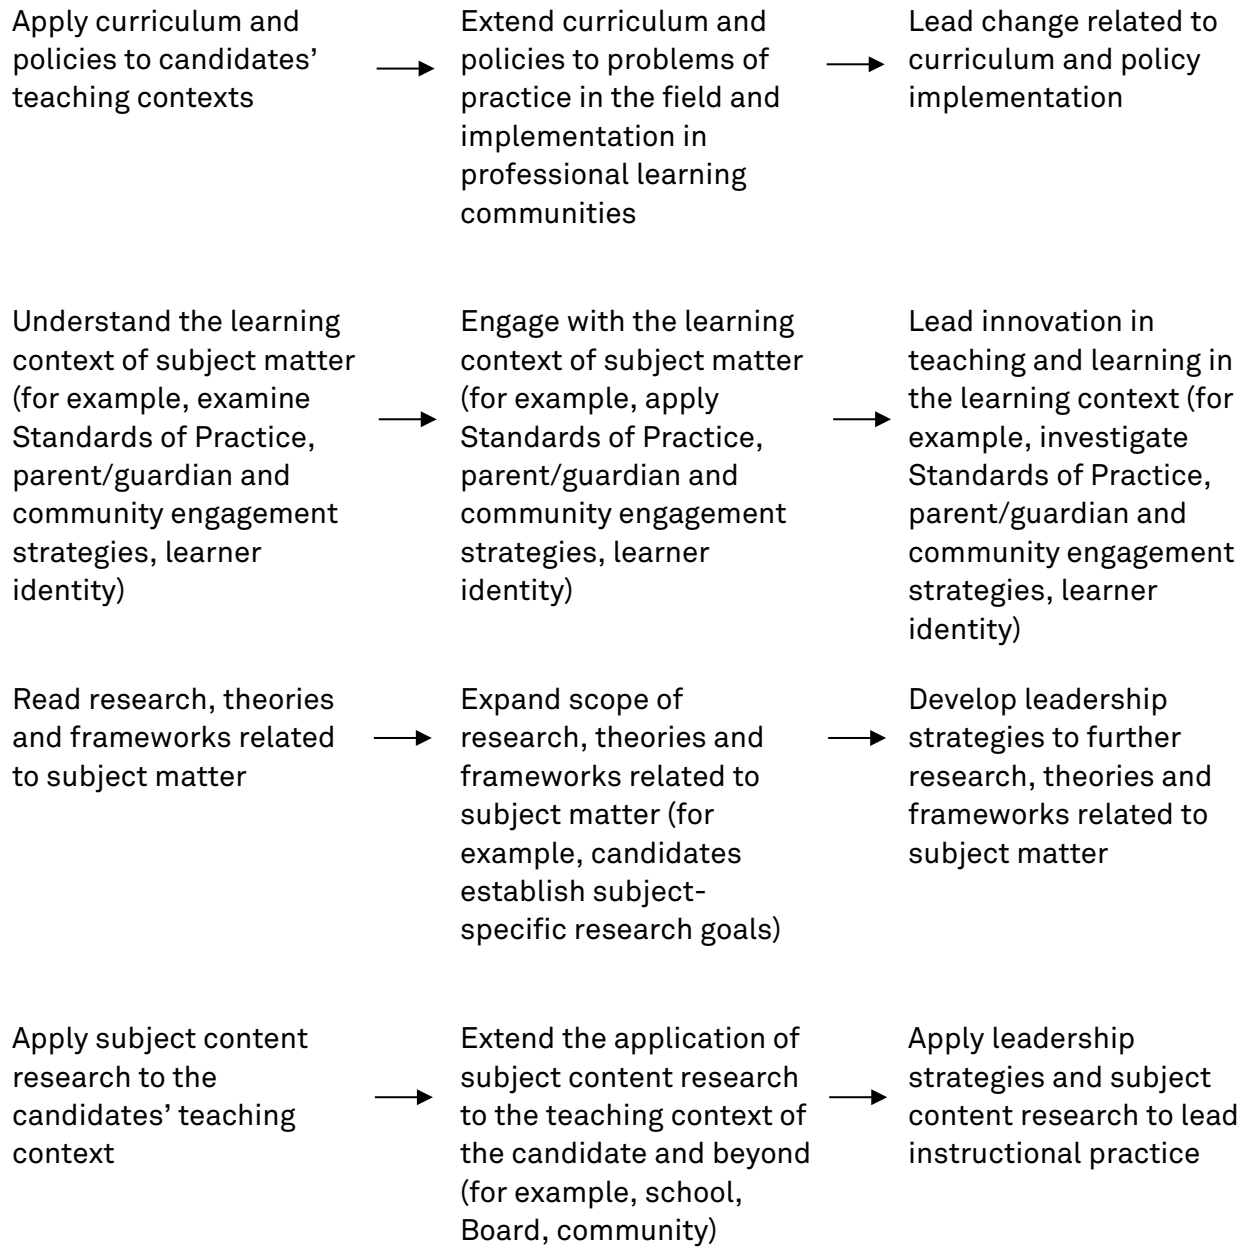 Apply curriculum and
policies to candidates’
teaching contexts
Extend curriculum and
policies to problems of
practice in the field and
implementation in
professional learning
communities
Lead change related to
curriculum and policy
implementation
Understand the learning
context of subject matter
(for example, examine
Standards of Practice,
parent/guardian and
community engagement
strategies, learner
identity)
Engage with the learning
context of subject matter
(for example, apply
Standards of Practice,
parent/guardian and
community engagement
strategies, learner
identity)
Lead innovation in
teaching and learning in
the learning context (for
example, investigate
Standards of Practice,
parent/guardian and
community engagement
strategies, learner
identity)
Read research, theories
and frameworks related
to subject matter
Expand scope of
research, theories and
frameworks related to
subject matter (for
example, candidates
establish subject-
specific research goals)
Develop leadership
strategies to further
research, theories and
frameworks related to
subject matter
Apply subject content
research to the
candidates’ teaching
context
Extend the application of
subject content research
to the teaching context of
the candidate and beyond
(for example, school,
Board, community)
Apply leadership
strategies and subject
content research to lead
instructional practice